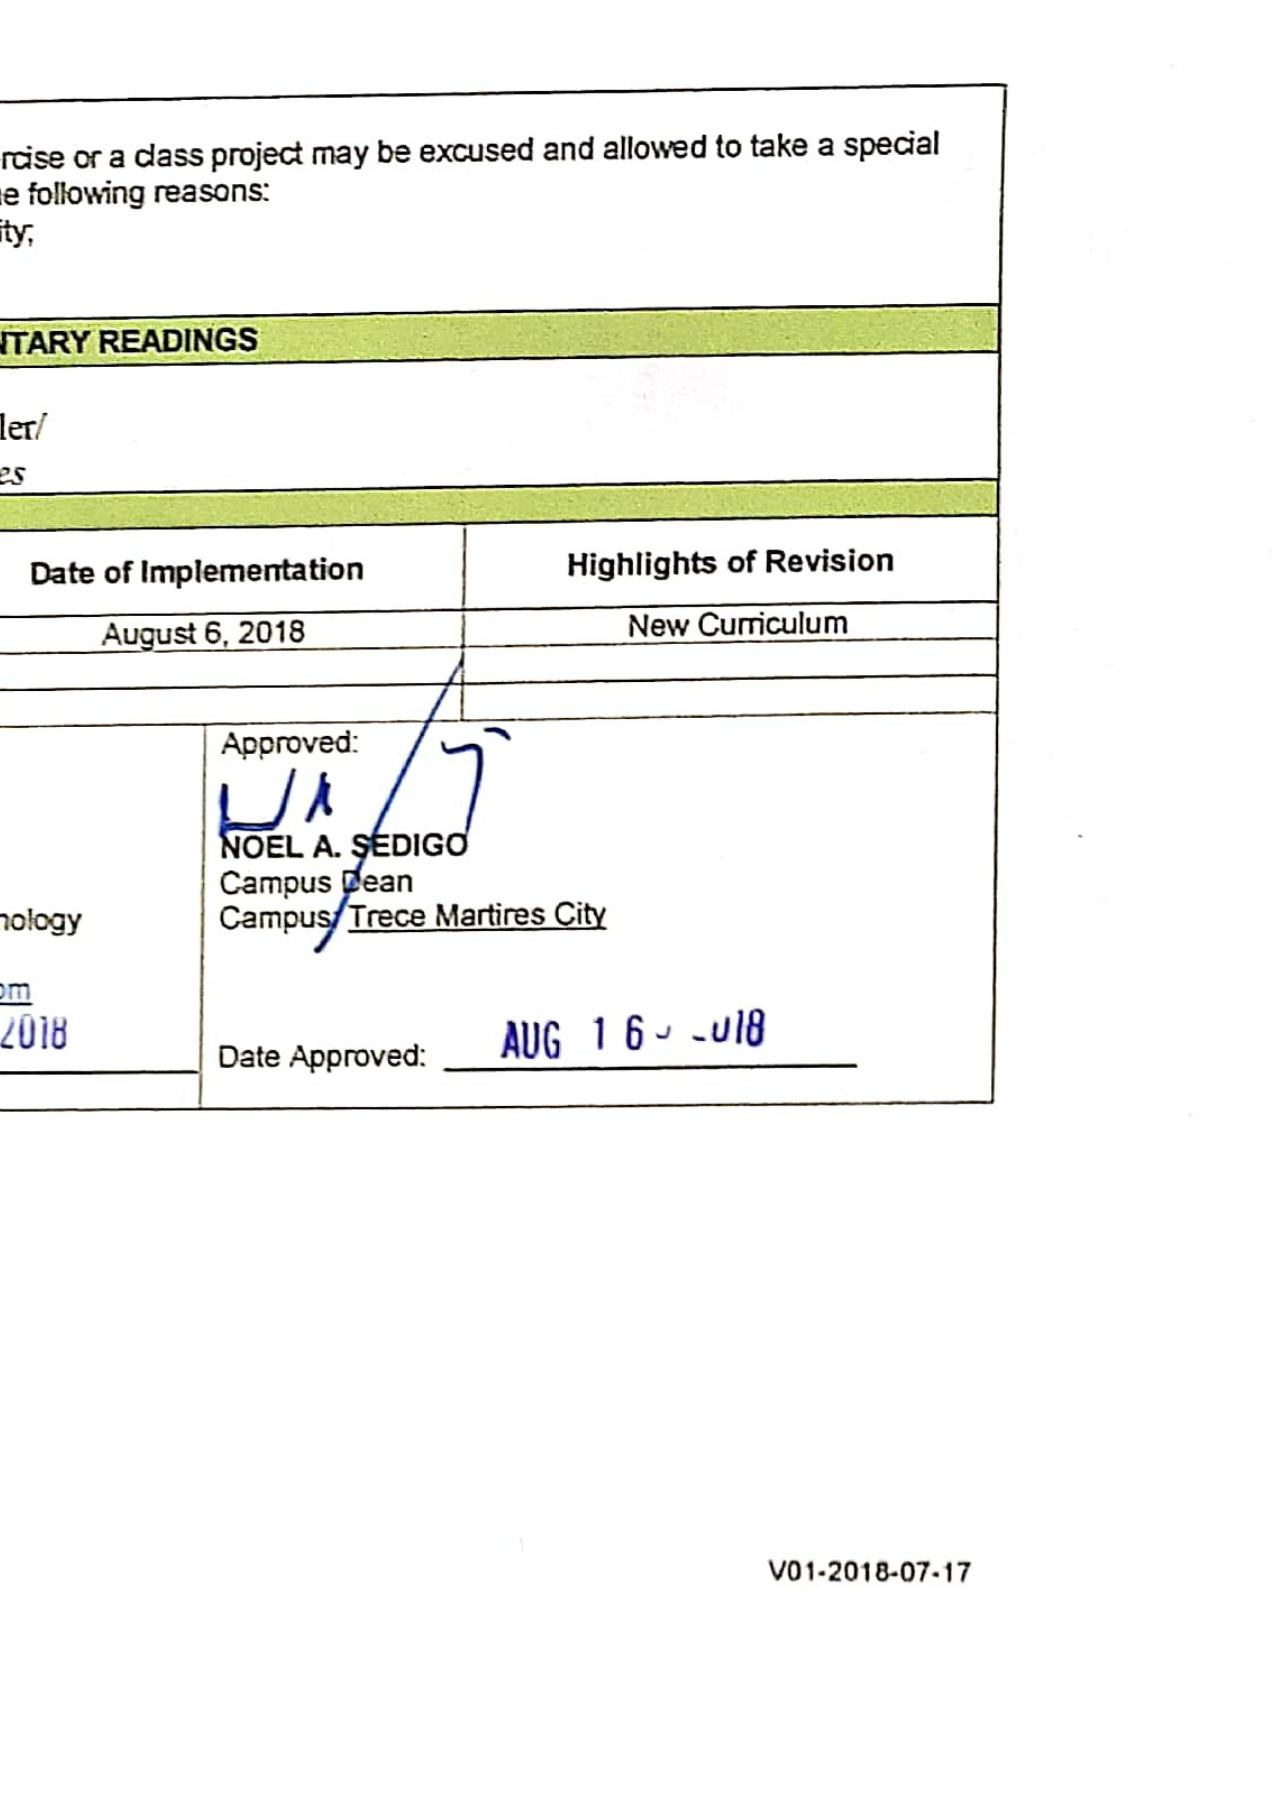 rcise or a class project may be excused and allowed to take a special
e following reasons:
ity;
NTARY READINGS
ler/
es
Date of Implementation
Highlights of Revision
August 6, 2018
New Curriculum
Approved:
NOEL A. SEDIGO
Campus Dean
Campus: Trece Martires City
nology
om
2018
Date Approved: AUG 16 2018
V01-2018-07-17